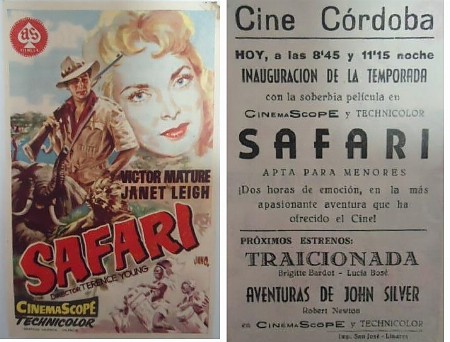 VICTOR MATURE
JANET LEIGH
SAFARI
DIRECTOR TERENCE YOUNG
CINEMASCOPE
TECHNICOLOR
Cine Córdoba
HOY, a las 8'45 y 11'15 noche
INAUGURACION DE LA TEMPORADA
con la soberbia película en
CINEMASCOPE y TECHNICOLOR
SAFARI
APTA PARA MENORES
¡Dos horas de emoción, en la más
apasionante aventura que ha
ofrecido el Cine!
PRÓXIMOS ESTRENOS:
TRAICIONADA
Brigitte Bardot - Lucía Bosé
AVENTURAS DE JOHN SILVER
Robert Newton
en CINEMASCOPE y TECHNICOLOR
Imp. San José - Linares